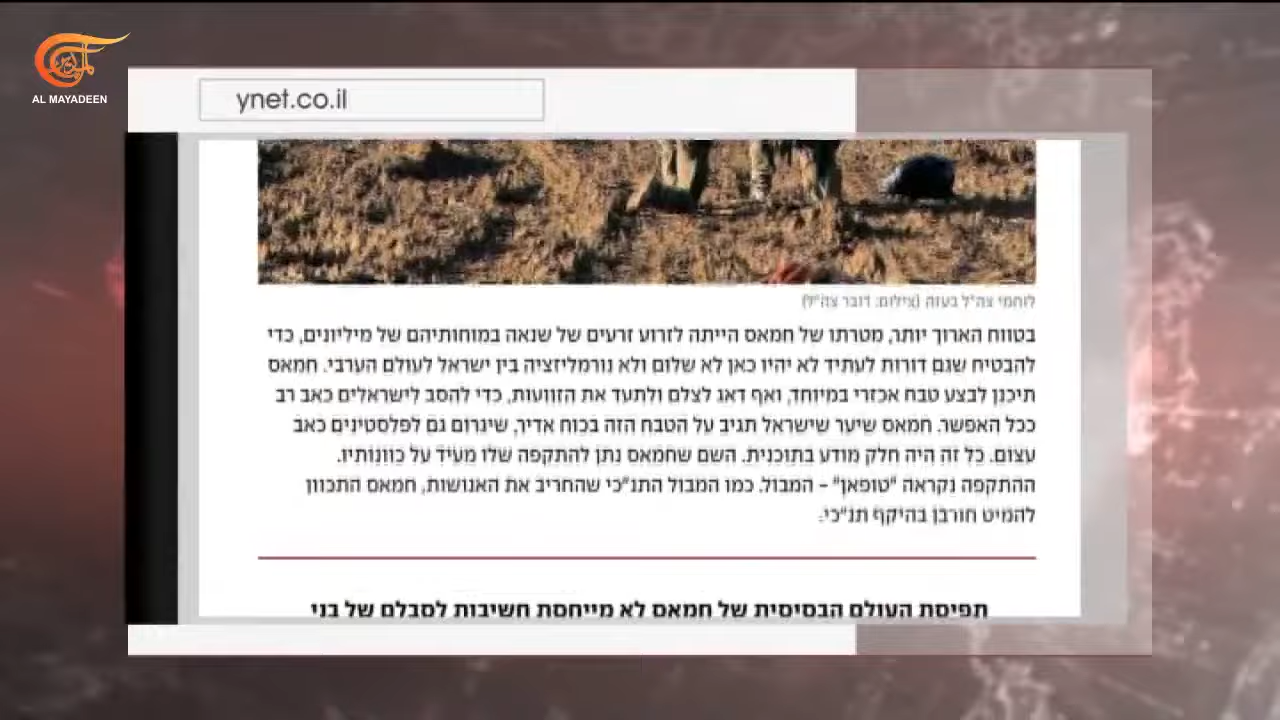 AL MAYADEEN
ynet.co.il
לוחמי צה"ל בעזה (צילום: דובר צה"ל)
בטווח הארוך יותר, מטרתו של חמאס הייתה לזרוע זרעים של שנאה במוחותיהם של מיליונים, כדי
להבטיח שגם דורות לעתיד לא יהיו כאן לא שלום ולא נורמליזציה בין ישראל לעולם הערבי. חמאס
תיכנן לבצע טבח אכזרי במיוחד, ואף דאג לצלם ולתעד את הזוועות, כדי להסב לישראלים כאב רב
ככל האפשר. חמאס שיער שישראל תגיב על הטבח הזה בכוח אדיר, שיגרום גם לפלסטינים כאב
עצום. כל זה היה חלק מודע בתוכנית. השם שחמאס נתן להתקפה שלו מעיד על כוונותיו.
ההתקפה נקראה "טופאן" – המבול. כמו המבול התנ"כי שהחריב את האנושות, חמאס התכוון
להמיט חורבן בהיקף תנ"כי.
תפיסת העולם הבסיסית של חמאס לא מייחסת חשיבות לסבלם של בני